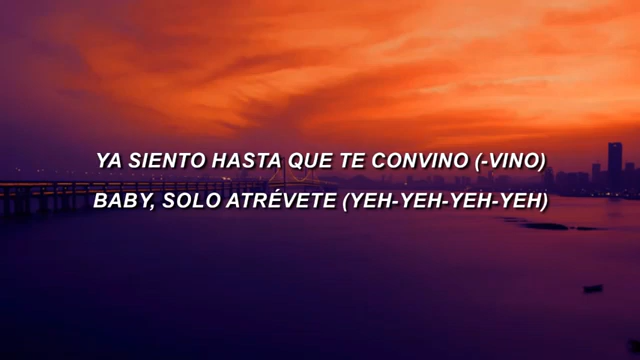 YA SIENTO HASTA QUE TE CONVINO (-VINO)
BABY, SOLO ATRÉVETE (YEH-YEH-YEH-YEH)